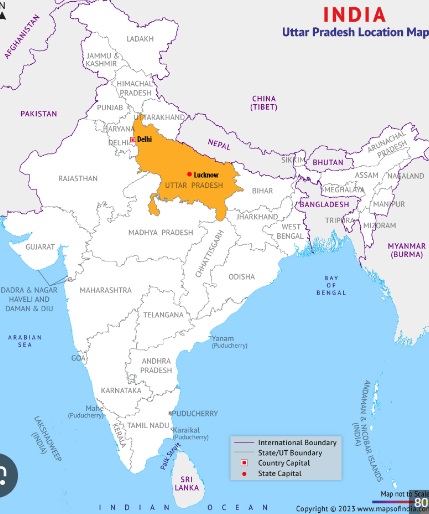 N
INDIA
Uttar Pradesh Location Map
AFGHANISTAN
LADAKH
JAMMU &
KASHMIR
HIMACHAL
PRADESH
PAKISTAN
PUNJAB
UTTARAKHAND
CHINA
(TIBET)
HARYANA
DELHI
Delhi
NEPAL
SIKKIM
BHUTAN
ARUNACHAL
PRADESH
RAJASTHAN
Lucknow
UTTAR PRADESH
BIHAR
ASSAM
NAGALAND
MEGHALAYA
MANIPUR
BANGLADESH
TRIPURA
MIZORAM
JHARKHAND
WEST
BENGAL
MADHYA PRADESH
GUJARAT
CHHATTISGARH
MYANMAR
(BURMA)
ODISHA
BAY
OF
BENGAL
DADRA & NAGAR
HAVELI AND
DAMAN & DIU
MAHARASHTRA
TELANGANA
ARABIAN
SEA
Yanam
(Puducherry)
GOA
ANDHRA
PRADESH
KARNATAKA
Mahe
(Puducherry)
PUDUCHERRY
Karaikal
(Puducherry)
TAMIL NADU
KERALA
LAKSHADWEEP
(INDIA)
ANDAMAN & NICOBAR ISLANDS
(INDIA)
Palk Strait
SRI
LANKA
International Boundary
State/UT Boundary
Country Capital
State Capital
Map not to Scale
80
INDIAN OCEAN
Copyright © 2023 www.mapsofindia.com